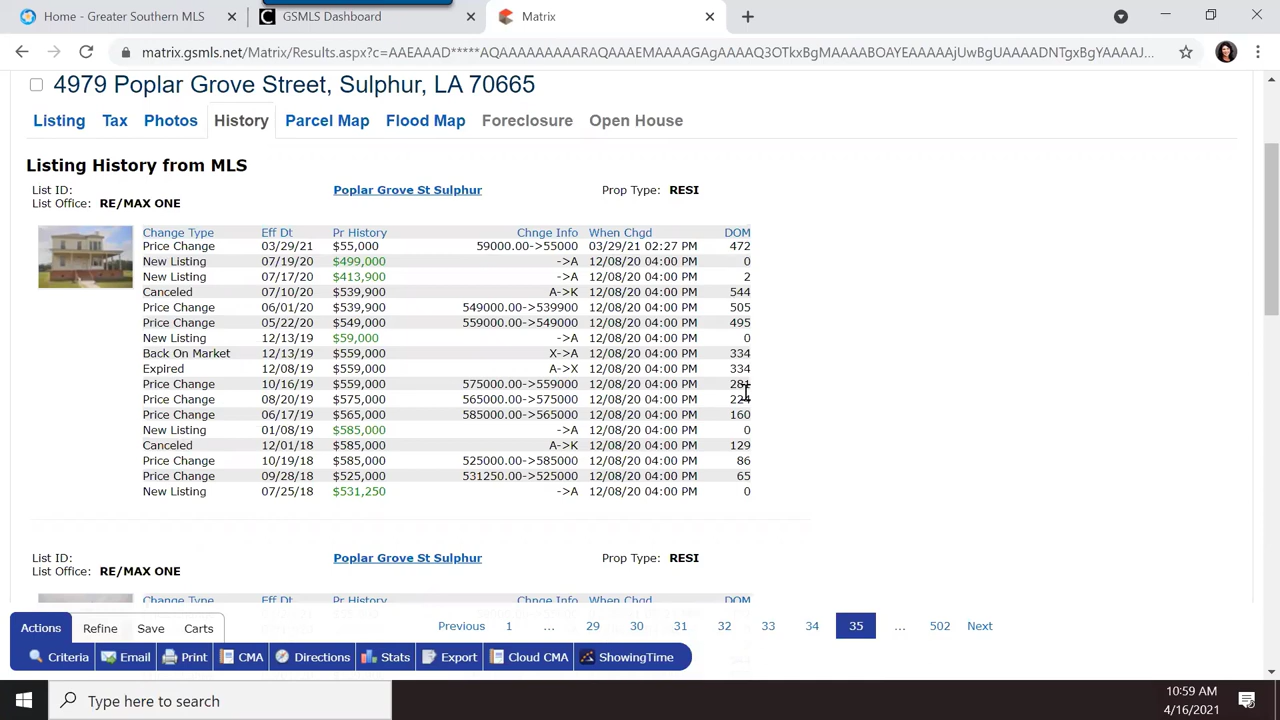 Home - Greater Southern MLS
GSMLS Dashboard
Matrix
matrix.gsmls.net/Matrix/Results.aspx?c=AAEAAAD*****AQAAAAAAAAARAQAAAEMAAAAGAgAAAAQ3OTkxBgMAAAABOAYEAAAAAjUwBgUAAAADNTgxBgYAAAAJ...
4979 Poplar Grove Street, Sulphur, LA 70665
Listing Tax Photos History Parcel Map Flood Map Foreclosure Open House
Listing History from MLS
List ID: Poplar Grove St Sulphur Prop Type: RESI
List Office: RE/MAX ONE
Change Type Eff Dt Pr History Chnge Info When Chgd DOM
Price Change 03/29/21 $55,000 59000.00->55000 03/29/21 02:27 PM 472
New Listing 07/19/20 $499,000 ->A 12/08/20 04:00 PM 0
New Listing 07/17/20 $413,900 ->A 12/08/20 04:00 PM 2
Canceled 07/10/20 $539,900 A->K 12/08/20 04:00 PM 544
Price Change 06/01/20 $539,900 549000.00->539900 12/08/20 04:00 PM 505
Price Change 05/22/20 $549,000 559000.00->549000 12/08/20 04:00 PM 495
New Listing 12/13/19 $59,000 ->A 12/08/20 04:00 PM 0
Back On Market 12/13/19 $559,000 X->A 12/08/20 04:00 PM 334
Expired 12/08/19 $559,000 A->X 12/08/20 04:00 PM 334
Price Change 10/16/19 $559,000 575000.00->559000 12/08/20 04:00 PM 281
Price Change 08/20/19 $575,000 565000.00->575000 12/08/20 04:00 PM 224
Price Change 06/17/19 $565,000 585000.00->565000 12/08/20 04:00 PM 160
New Listing 01/08/19 $585,000 ->A 12/08/20 04:00 PM 0
Canceled 12/01/18 $585,000 A->K 12/08/20 04:00 PM 129
Price Change 10/19/18 $585,000 525000.00->585000 12/08/20 04:00 PM 86
Price Change 09/28/18 $525,000 531250.00->525000 12/08/20 04:00 PM 65
New Listing 07/25/18 $531,250 ->A 12/08/20 04:00 PM 0
List ID: Poplar Grove St Sulphur Prop Type: RESI
List Office: RE/MAX ONE
Change Type Eff Dt Pr History Chnge Info When Chgd DOM
Actions Refine Save Carts Previous 1 ... 29 30 31 32 33 34 35 ... 502 Next
Criteria Email Print CMA Directions Stats Export Cloud CMA ShowingTime
Type here to search
10:59 AM
4/16/2021